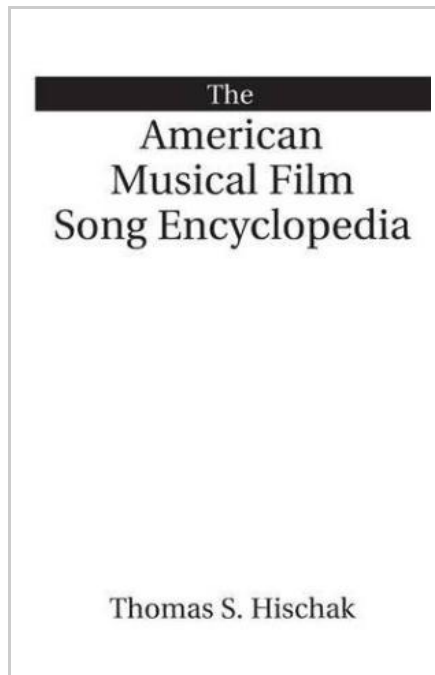 The
American
Musical Film
Song Encyclopedia
Thomas S. Hischak